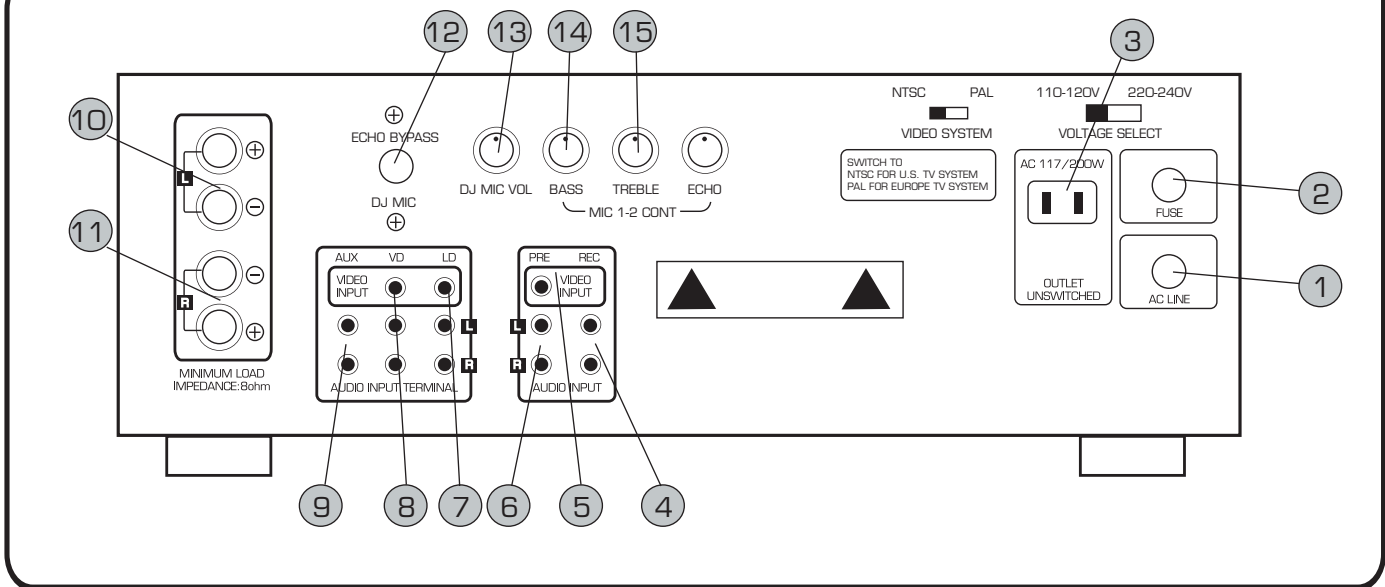 12 13 14 15 3
NTSC PAL 110-120V 220-240V
10
ECHO BYPASS
VIDEO SYSTEM VOLTAGE SELECT
L
DJ MIC VOL BASS TREBLE ECHO
MIC 1-2 CONT
DJ MIC
SWITCH TO
NTSC FOR U.S. TV SYSTEM
PAL FOR EUROPE TV SYSTEM
AC 117/200W
FUSE
2
11
AUX VD LD
VIDEO
INPUT
PRE REC
VIDEO
INPUT
OUTLET
UNSWITCHED
AC LINE
1
R
L L
R R
MINIMUM LOAD
IMPEDANCE:8ohm
AUDIO INPUT TERMINAL
AUDIO INPUT
9 8 7 6 5 4